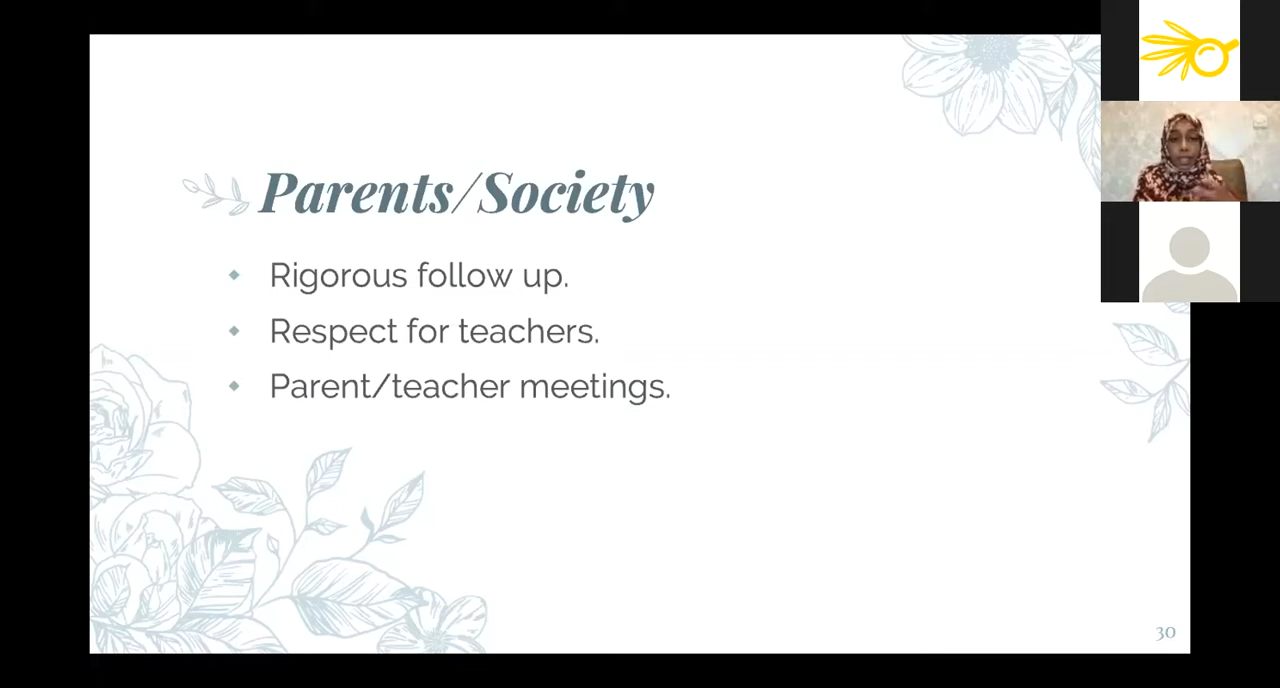 Parents/Society
Rigorous follow up.
Respect for teachers.
Parent/teacher meetings.
30